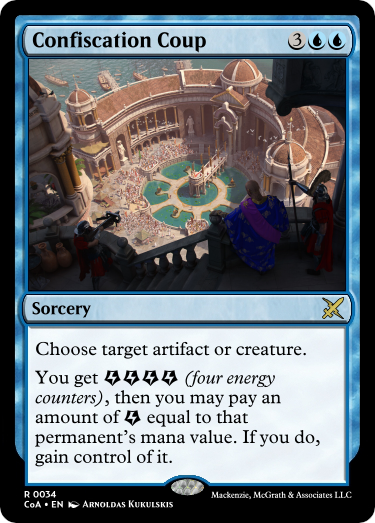 Confiscation Coup 3
Sorcery
Choose target artifact or creature.
You get (four energy
counters), then you may pay an
amount of equal to that
permanent's mana value. If you do,
gain control of it.
R 0034
CoA • EN Arnoldas Kukulskis
Mackenzie, McGrath & Associates LLC